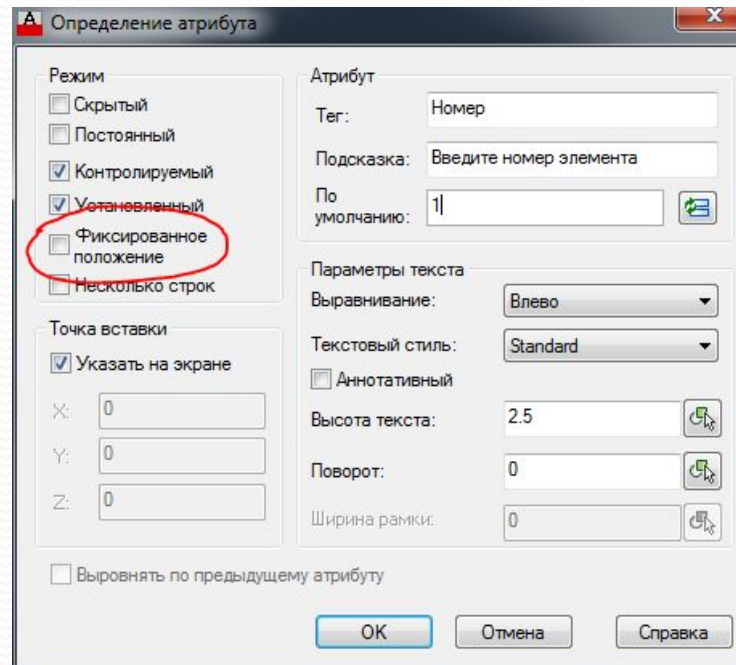 A Определение атрибута
Режим
Скрытый
Постоянный
Контролируемый
Установленный
Фиксированное
положение
Несколько строк
Точка вставки
Указать на экране
X: 0
Y: 0
Z: 0
Атрибут
Тег: Номер
Подсказка: Введите номер элемента
По
умолчанию: 1
Параметры текста
Выравнивание: Влево
Текстовый стиль: Standard
Аннотативный
Высота текста: 2.5
Поворот: 0
Ширина рамки: 0
Выровнять по предыдущему атрибуту
OK Отмена Справка